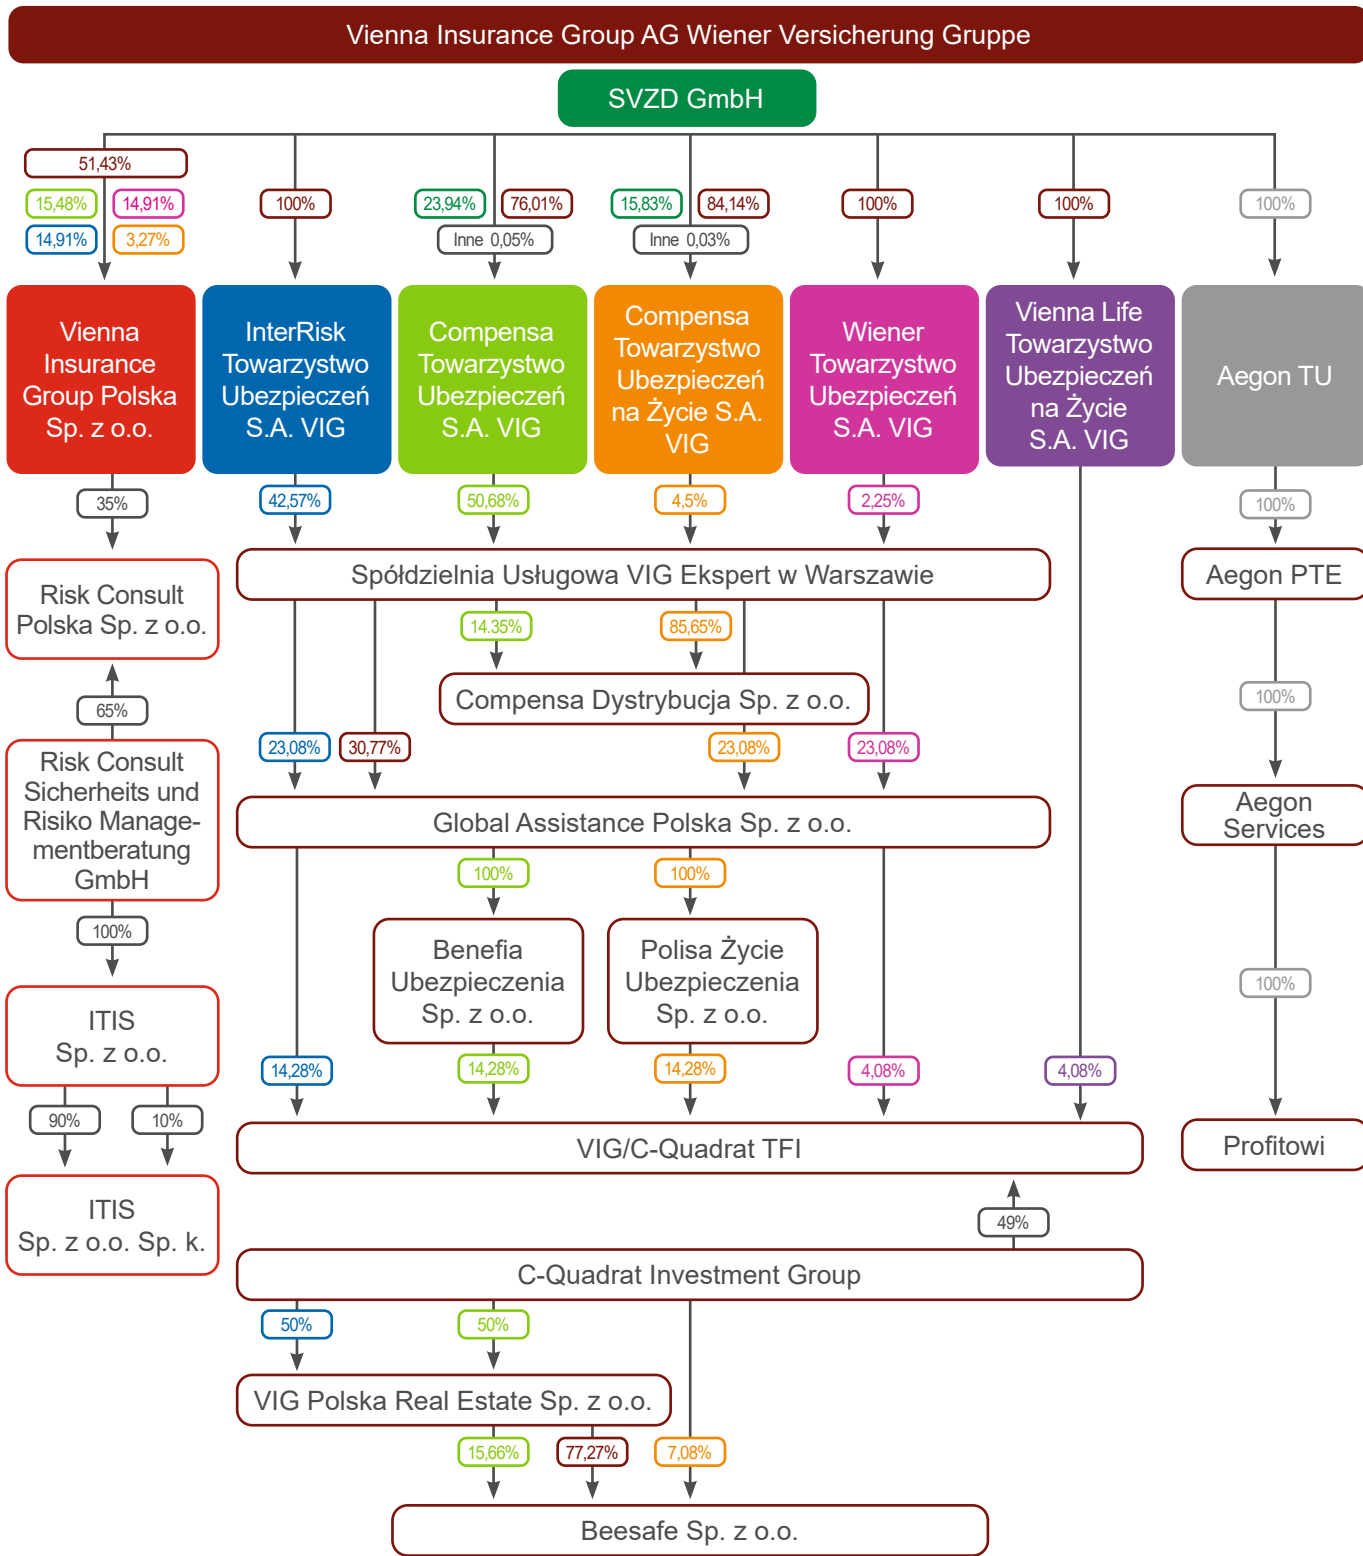 Vienna Insurance Group AG Wiener Versicherung Gruppe
SVZD GmbH
51,43%
15,48%
14,91%
14,91%
3,27%
100%
23,94%
76,01%
Inne 0,05%
15,83%
84,14%
Inne 0,03%
100%
100%
100%
Vienna
Insurance
Group Polska
Sp. z o.o.
InterRisk
Towarzystwo
Ubezpieczeń
S.A. VIG
Compensa
Towarzystwo
Ubezpieczeń
S.A. VIG
Compensa
Towarzystwo
Ubezpieczeń
na Życie S.A.
VIG
Wiener
Towarzystwo
Ubezpieczeń
S.A. VIG
Vienna Life
Towarzystwo
Ubezpieczeń
na Życie
S.A. VIG
Aegon TU
35%
42,57%
50,68%
4,5%
2,25%
100%
Risk Consult
Polska Sp. z o.o.
Spółdzielnia Usługowa VIG Ekspert w Warszawie
Aegon PTE
14.35%
85,65%
Compensa Dystrybucja Sp. z o.o.
65%
100%
23,08%
30,77%
23,08%
23,08%
Risk Consult
Sicherheits und
Risiko Manage-
mentberatung
GmbH
Global Assistance Polska Sp. z o.o.
Aegon
Services
100%
100%
100%
Benefia
Ubezpieczenia
Sp. z o.o.
Polisa Życie
Ubezpieczenia
Sp. z o.o.
100%
ITIS
Sp. z o.o.
14,28%
14,28%
14,28%
4,08%
4,08%
90%
10%
VIG/C-Quadrat TFI
Profitowi
ITIS
Sp. z o.o. Sp. k.
49%
C-Quadrat Investment Group
50%
50%
VIG Polska Real Estate Sp. z o.o.
15,66%
77,27%
7,08%
Beesafe Sp. z o.o.